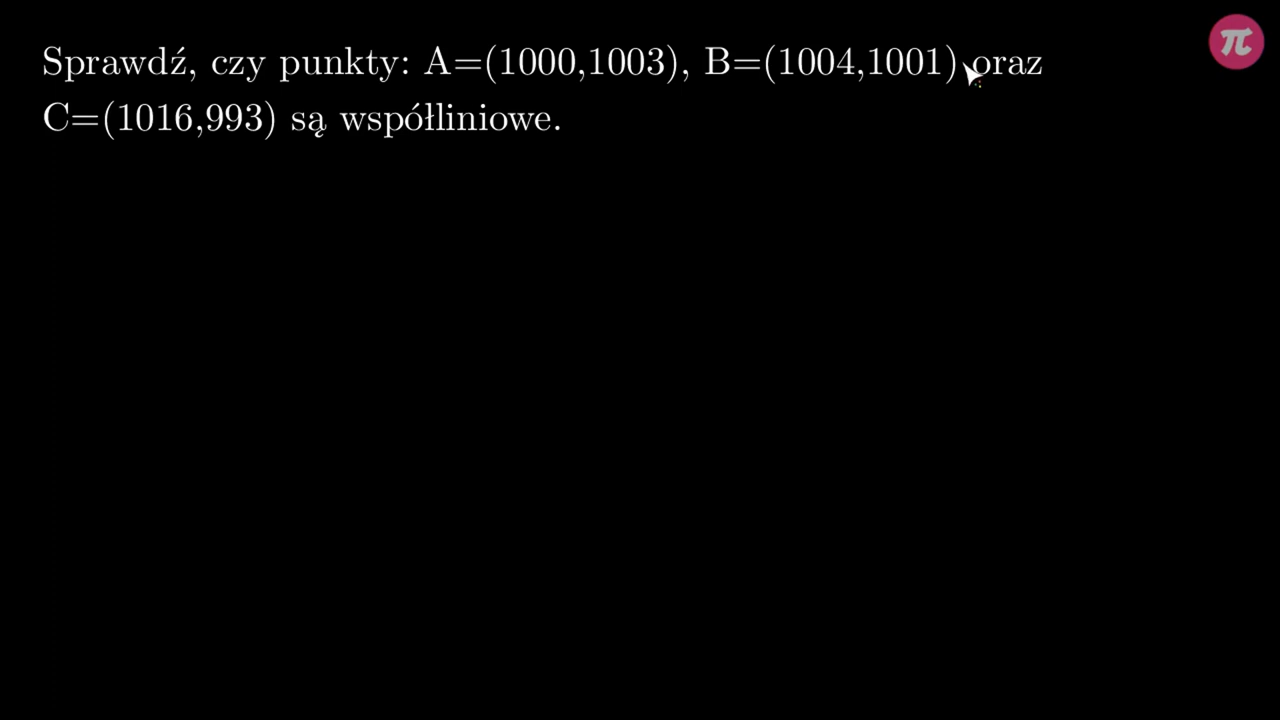 Sprawdź, czy punkty: A=(1000,1003), B=(1004,1001) oraz
C=(1016,993) są współliniowe.
π